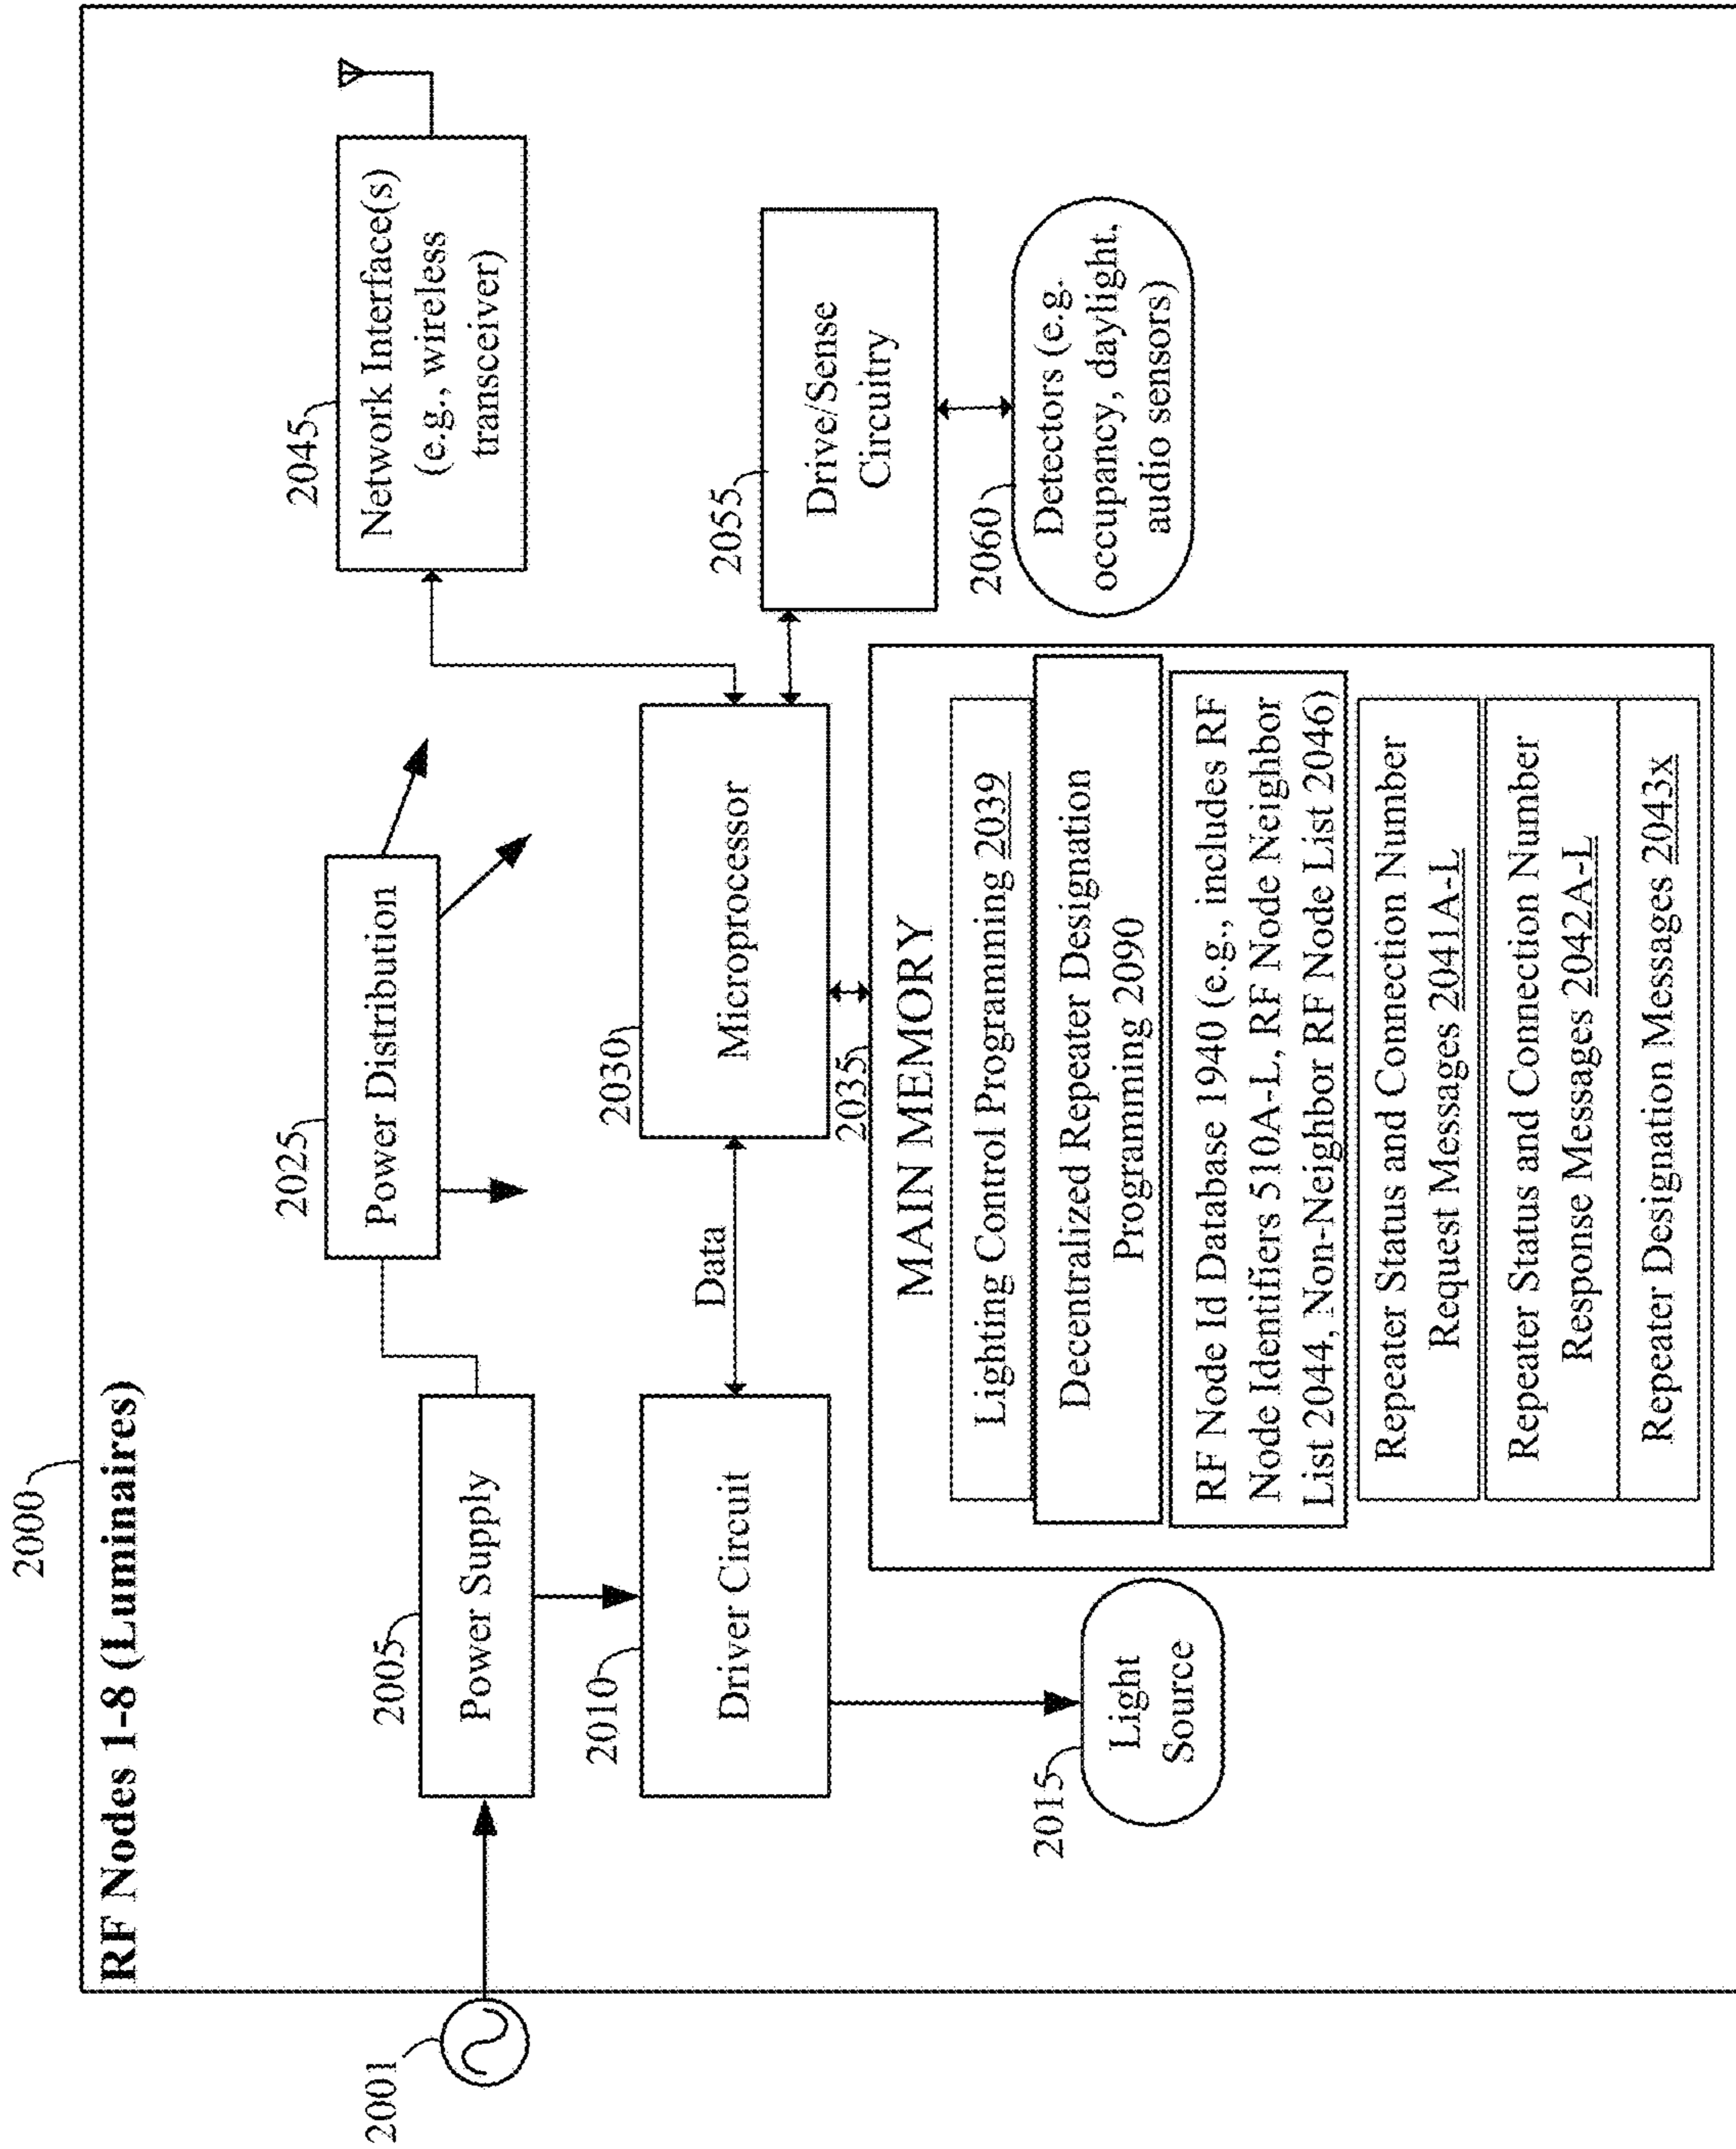 2000
RF Nodes 1-8 (Luminaires)
2001
2005
Power Supply
2025
Power Distribution
2045
Network Interface(s)
(e.g., wireless
transceiver)
2010
Driver Circuit
Data
2030
Microprocessor
2055
Drive/Sense
Circuitry
2015
Light
Source
2035
MAIN MEMORY
Lighting Control Programming 2039
Decentralized Repeater Designation
Programming 2090
RF Node Id Database 1940 (e.g., includes RF
Node Identifiers 510A-L, RF Node Neighbor
List 2044, Non-Neighbor RF Node List 2046)
Repeater Status and Connection Number
Request Messages 2041A-L
Repeater Status and Connection Number
Response Messages 2042A-L
Repeater Designation Messages 2043x
2060
Detectors (e.g.
occupancy, daylight,
audio sensors)